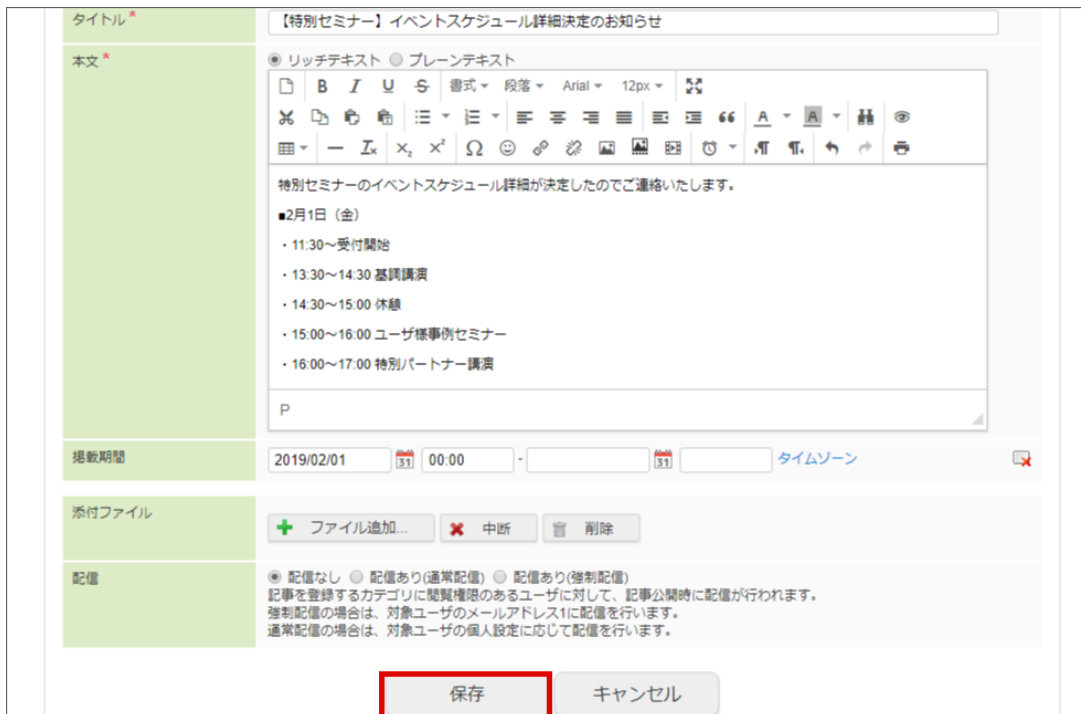 タイトル* 【特別セミナー】イベントスケジュール詳細決定のお知らせ
本文* リッチテキスト プレーンテキスト
B I U S 書式 段落 Arial 12px
特別セミナーのイベントスケジュール詳細が決定したのでご連絡いたします。
■2月1日（金）
・11:30～受付開始
・13:30～14:30 基調講演
・14:30～15:00 休憩
・15:00～16:00 ユーザ様事例セミナー
・16:00～17:00 特別パートナー講演
P
掲載期間 2019/02/01 31 00:00 - 31 タイムゾーン
添付ファイル ファイル追加... 中断 削除
配信 配信なし 配信あり(通常配信) 配信あり(強制配信)
記事を登録するカテゴリに閲覧権限のあるユーザに対して、記事公開時に配信が行われます。
強制配信の場合は、対象ユーザのメールアドレス1に配信を行います。
通常配信の場合は、対象ユーザの個人設定に応じて配信を行います。
保存 キャンセル